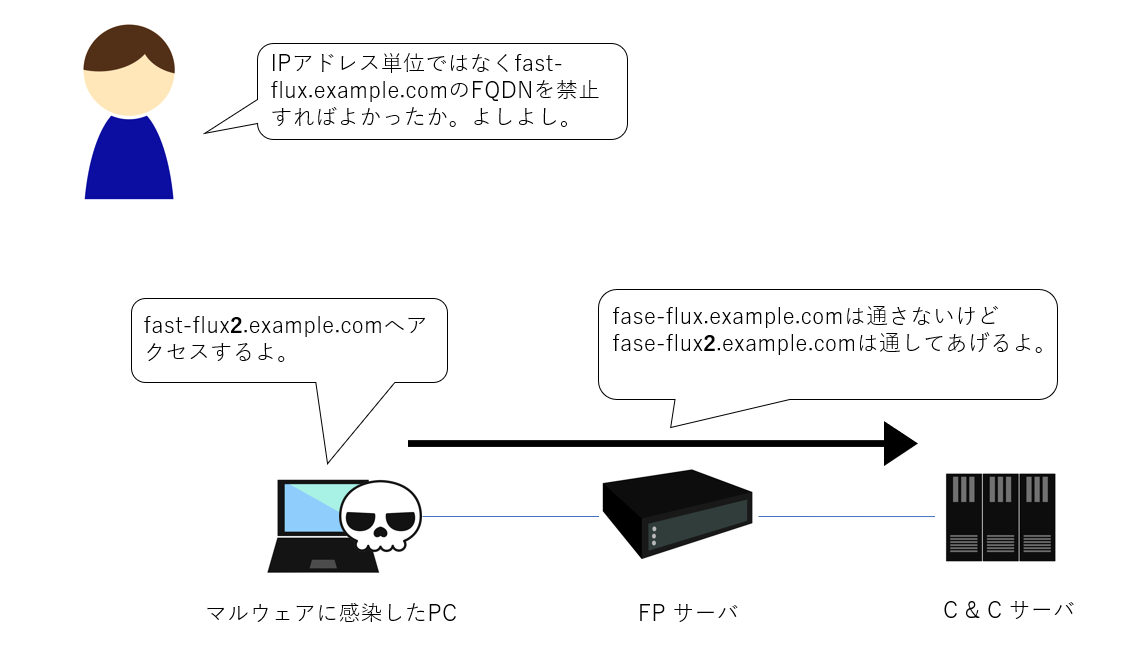 IPアドレス単位ではなくfast-
flux.example.comのFQDNを禁止
すればよかったか。よしよし。
fast-flux2.example.comへア
クセスするよ。
fase-flux.example.comは通さないけど
fase-flux2.example.comは通してあげるよ。
マルウェアに感染したPC
FP サーバ
C & C サーバ